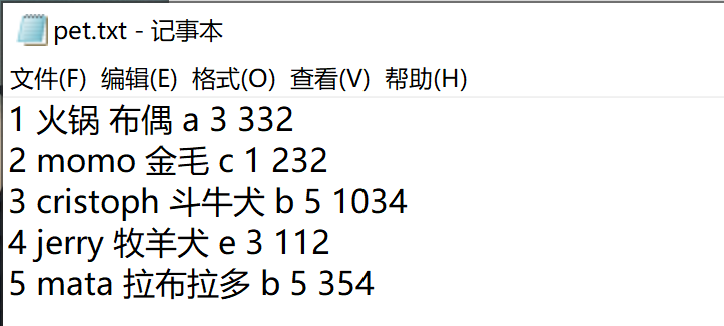 pet.txt - 记事本
文件(F) 编辑(E) 格式(O) 查看(V) 帮助(H)
1 火锅 布偶 a 3 332
2 momo 金毛 c 1 232
3 cristoph 斗牛犬 b 5 1034
4 jerry 牧羊犬 e 3 112
5 mata 拉布拉多 b 5 354